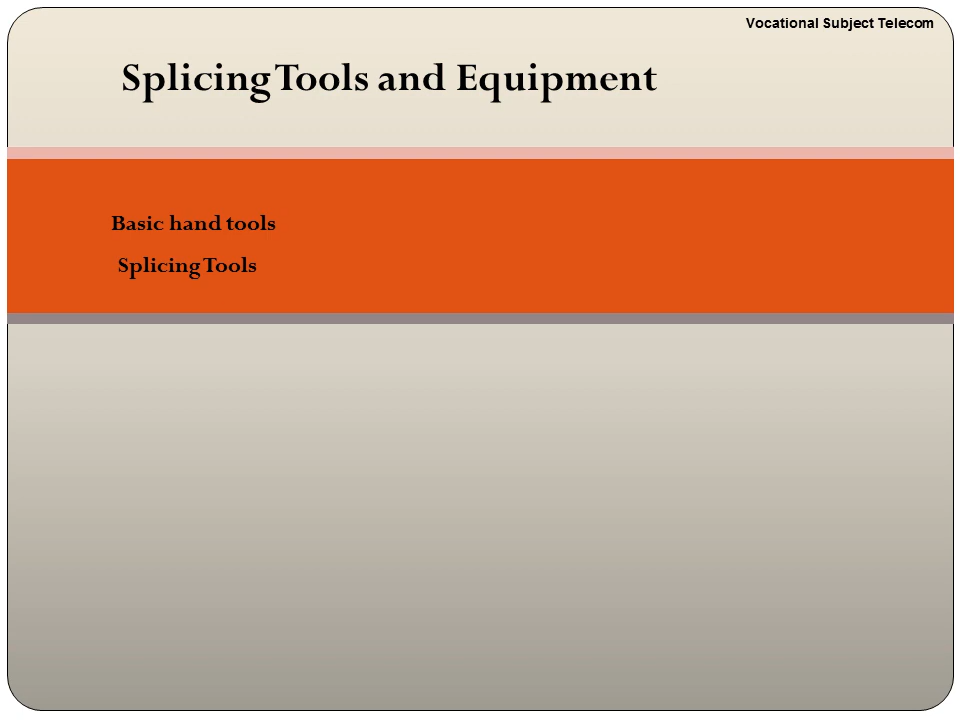 Vocational Subject Telecom
Splicing Tools and Equipment
Basic hand tools
Splicing Tools